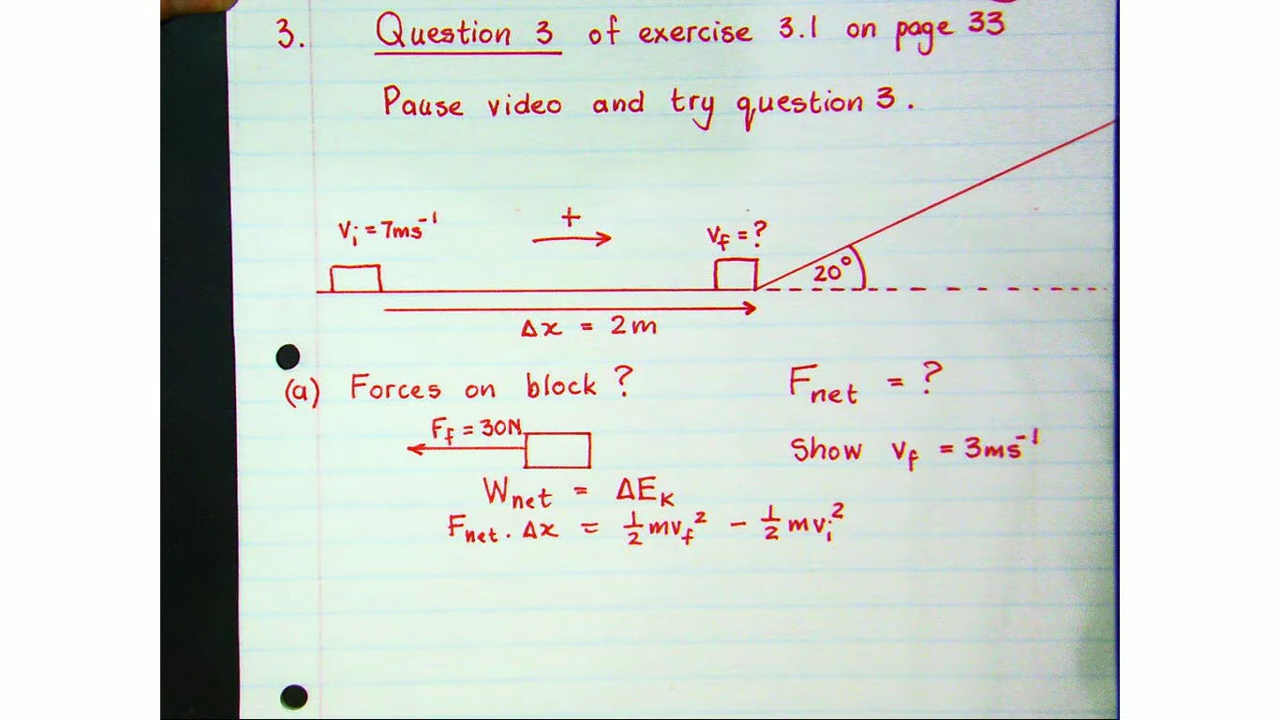 3. Question 3 of exercise 3.1 on page 33
Pause video and try question 3.
Vi = 7ms⁻¹ + Vf = ?
20°
Δx = 2m
(a) Forces on block? Fnet = ?
Ff = 30N
Show Vf = 3ms⁻¹
Wnet = ΔEK
Fnet. Δx = ½mvf² - ½mvi²